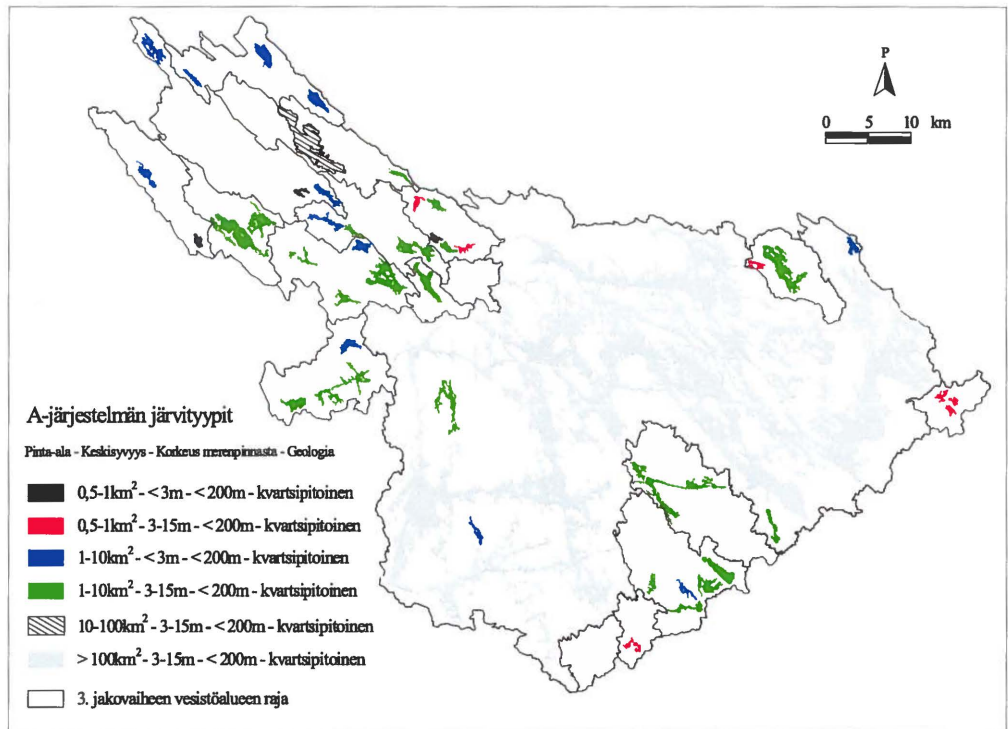 P
0 5 10 km
A-järjestelmän järvityypit
Pinta-ala - Keskisyvyys - Korkeus merenpinnasta - Geologia
0,5-1km² - < 3m - < 200m - kvartsipitoinen
0,5-1km² - 3-15m - < 200m - kvartsipitoinen
1-10km² - < 3m - < 200m - kvartsipitoinen
1-10km² - 3-15m - < 200m - kvartsipitoinen
10-100km² - 3-15m - < 200m - kvartsipitoinen
> 100km² - 3-15m - < 200m - kvartsipitoinen
3. jakovaiheen vesistöalueen raja